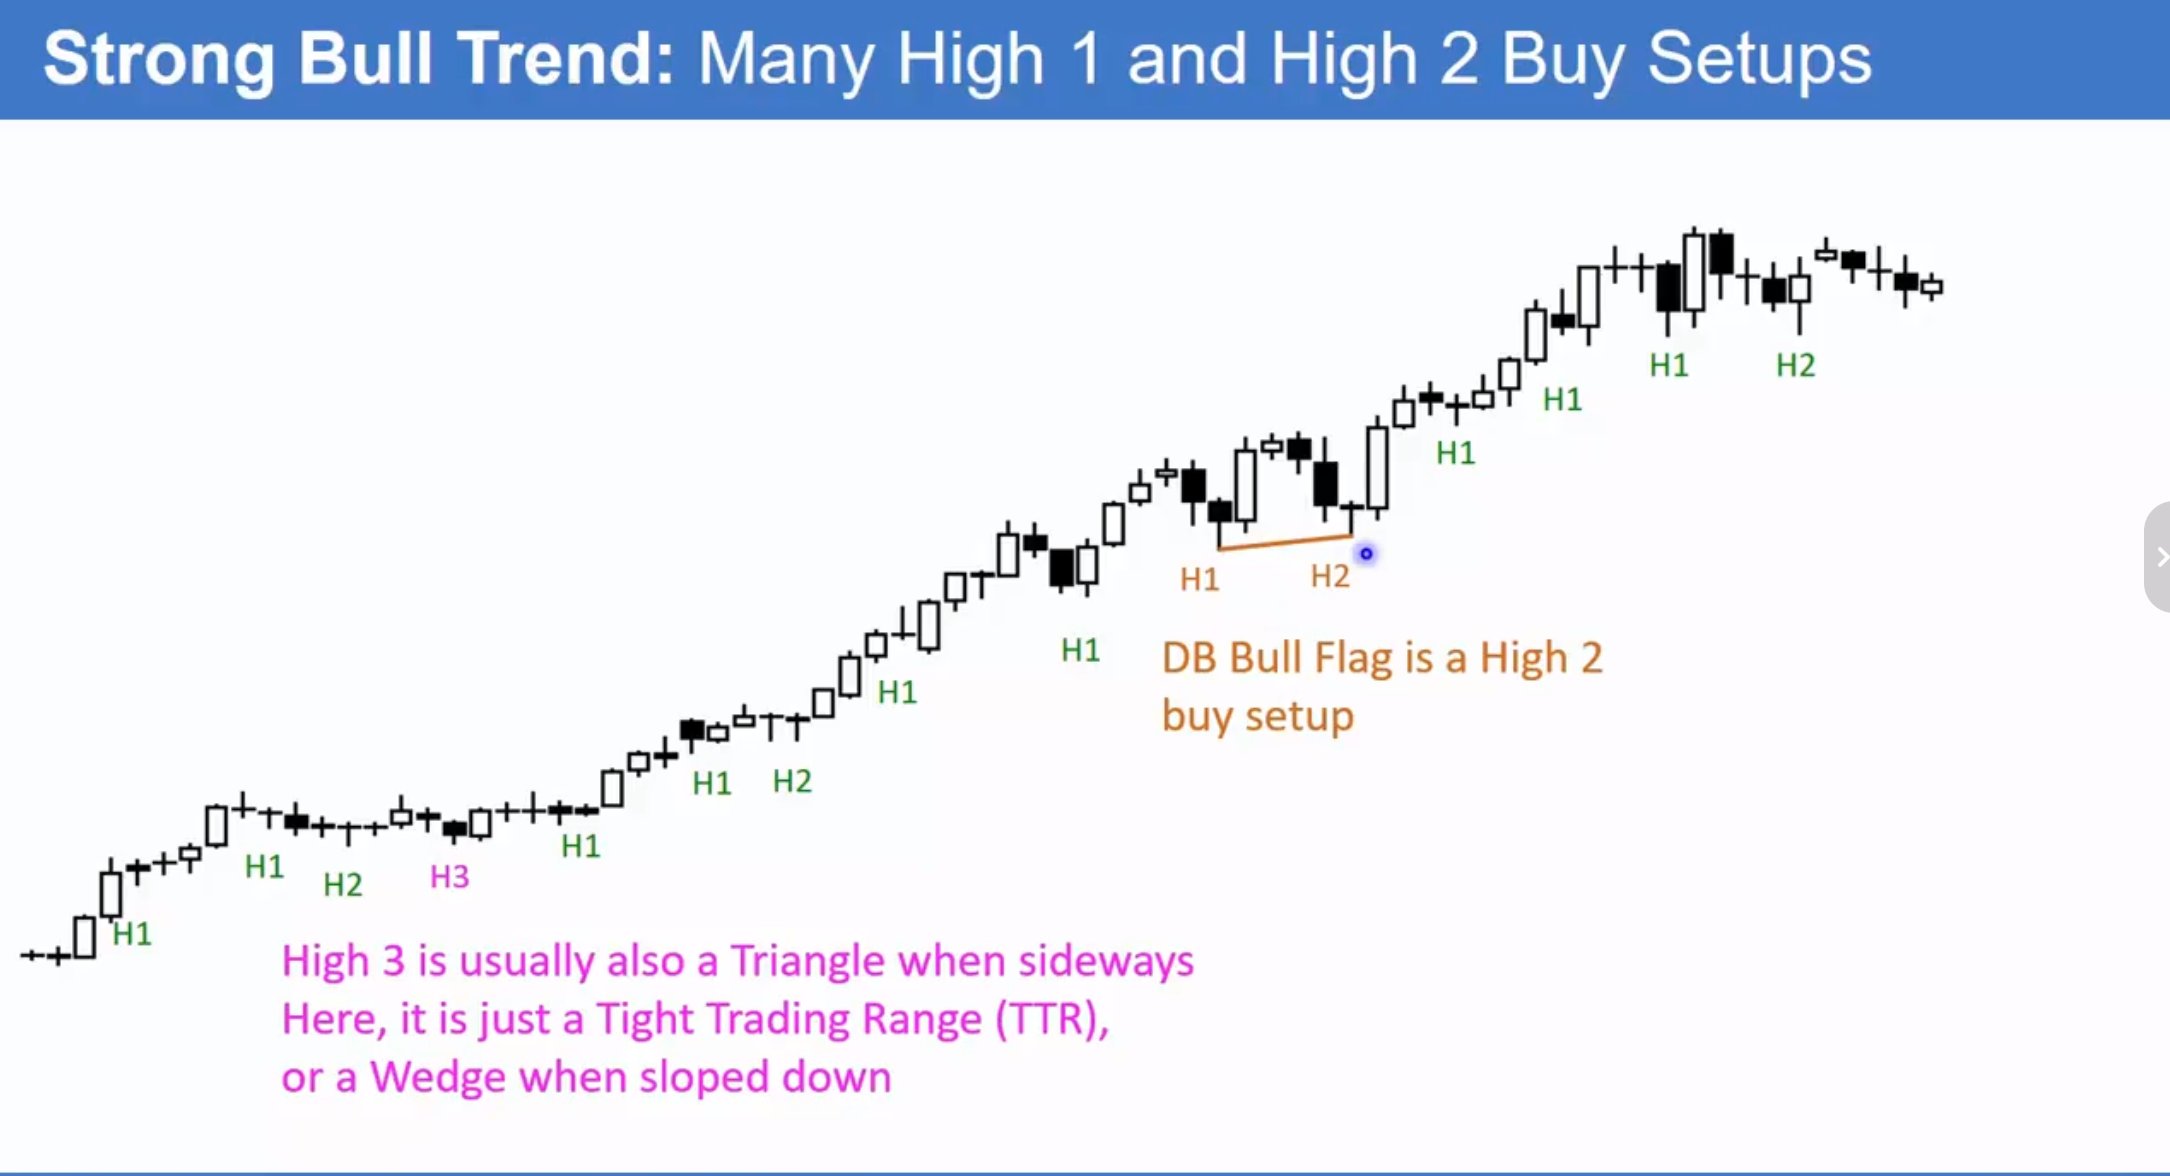 Strong Bull Trend: Many High 1 and High 2 Buy Setups
H1
H2
H1
H1
H1
H2
DB Bull Flag is a High 2
buy setup
H1
H1
H1
H2
H1
H1
H2
H3
H1
High 3 is usually also a Triangle when sideways
Here, it is just a Tight Trading Range (TTR),
or a Wedge when sloped down